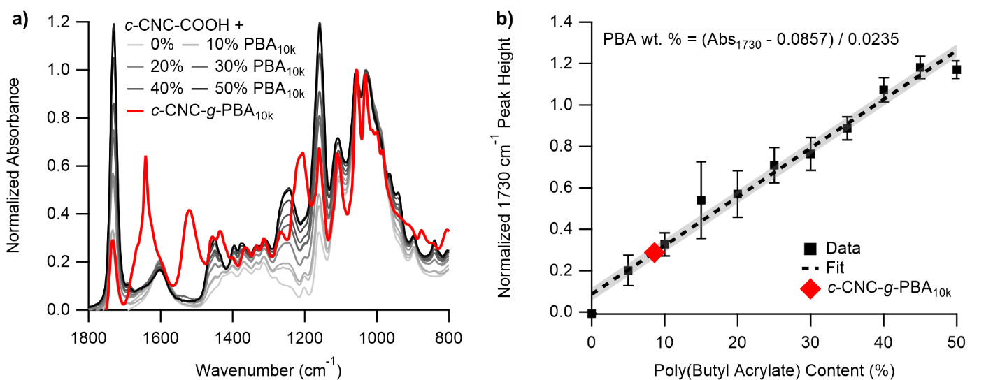 a)
c-CNC-COOH +
0% 10% PBA10k
20% 30% PBA10k
40% 50% PBA10k
c-CNC-g-PBA10k
Normalized Absorbance
1.2
1.0
0.8
0.6
0.4
0.2
0.0
1800 1600 1400 1200 1000 800
Wavenumber (cm-1)
b)
PBA wt. % = (Abs1730 - 0.0857) / 0.0235
Normalized 1730 cm-1 Peak Height
1.4
1.2
1.0
0.8
0.6
0.4
0.2
0.0
Data
Fit
c-CNC-g-PBA10k
0 10 20 30 40 50
Poly(Butyl Acrylate) Content (%)